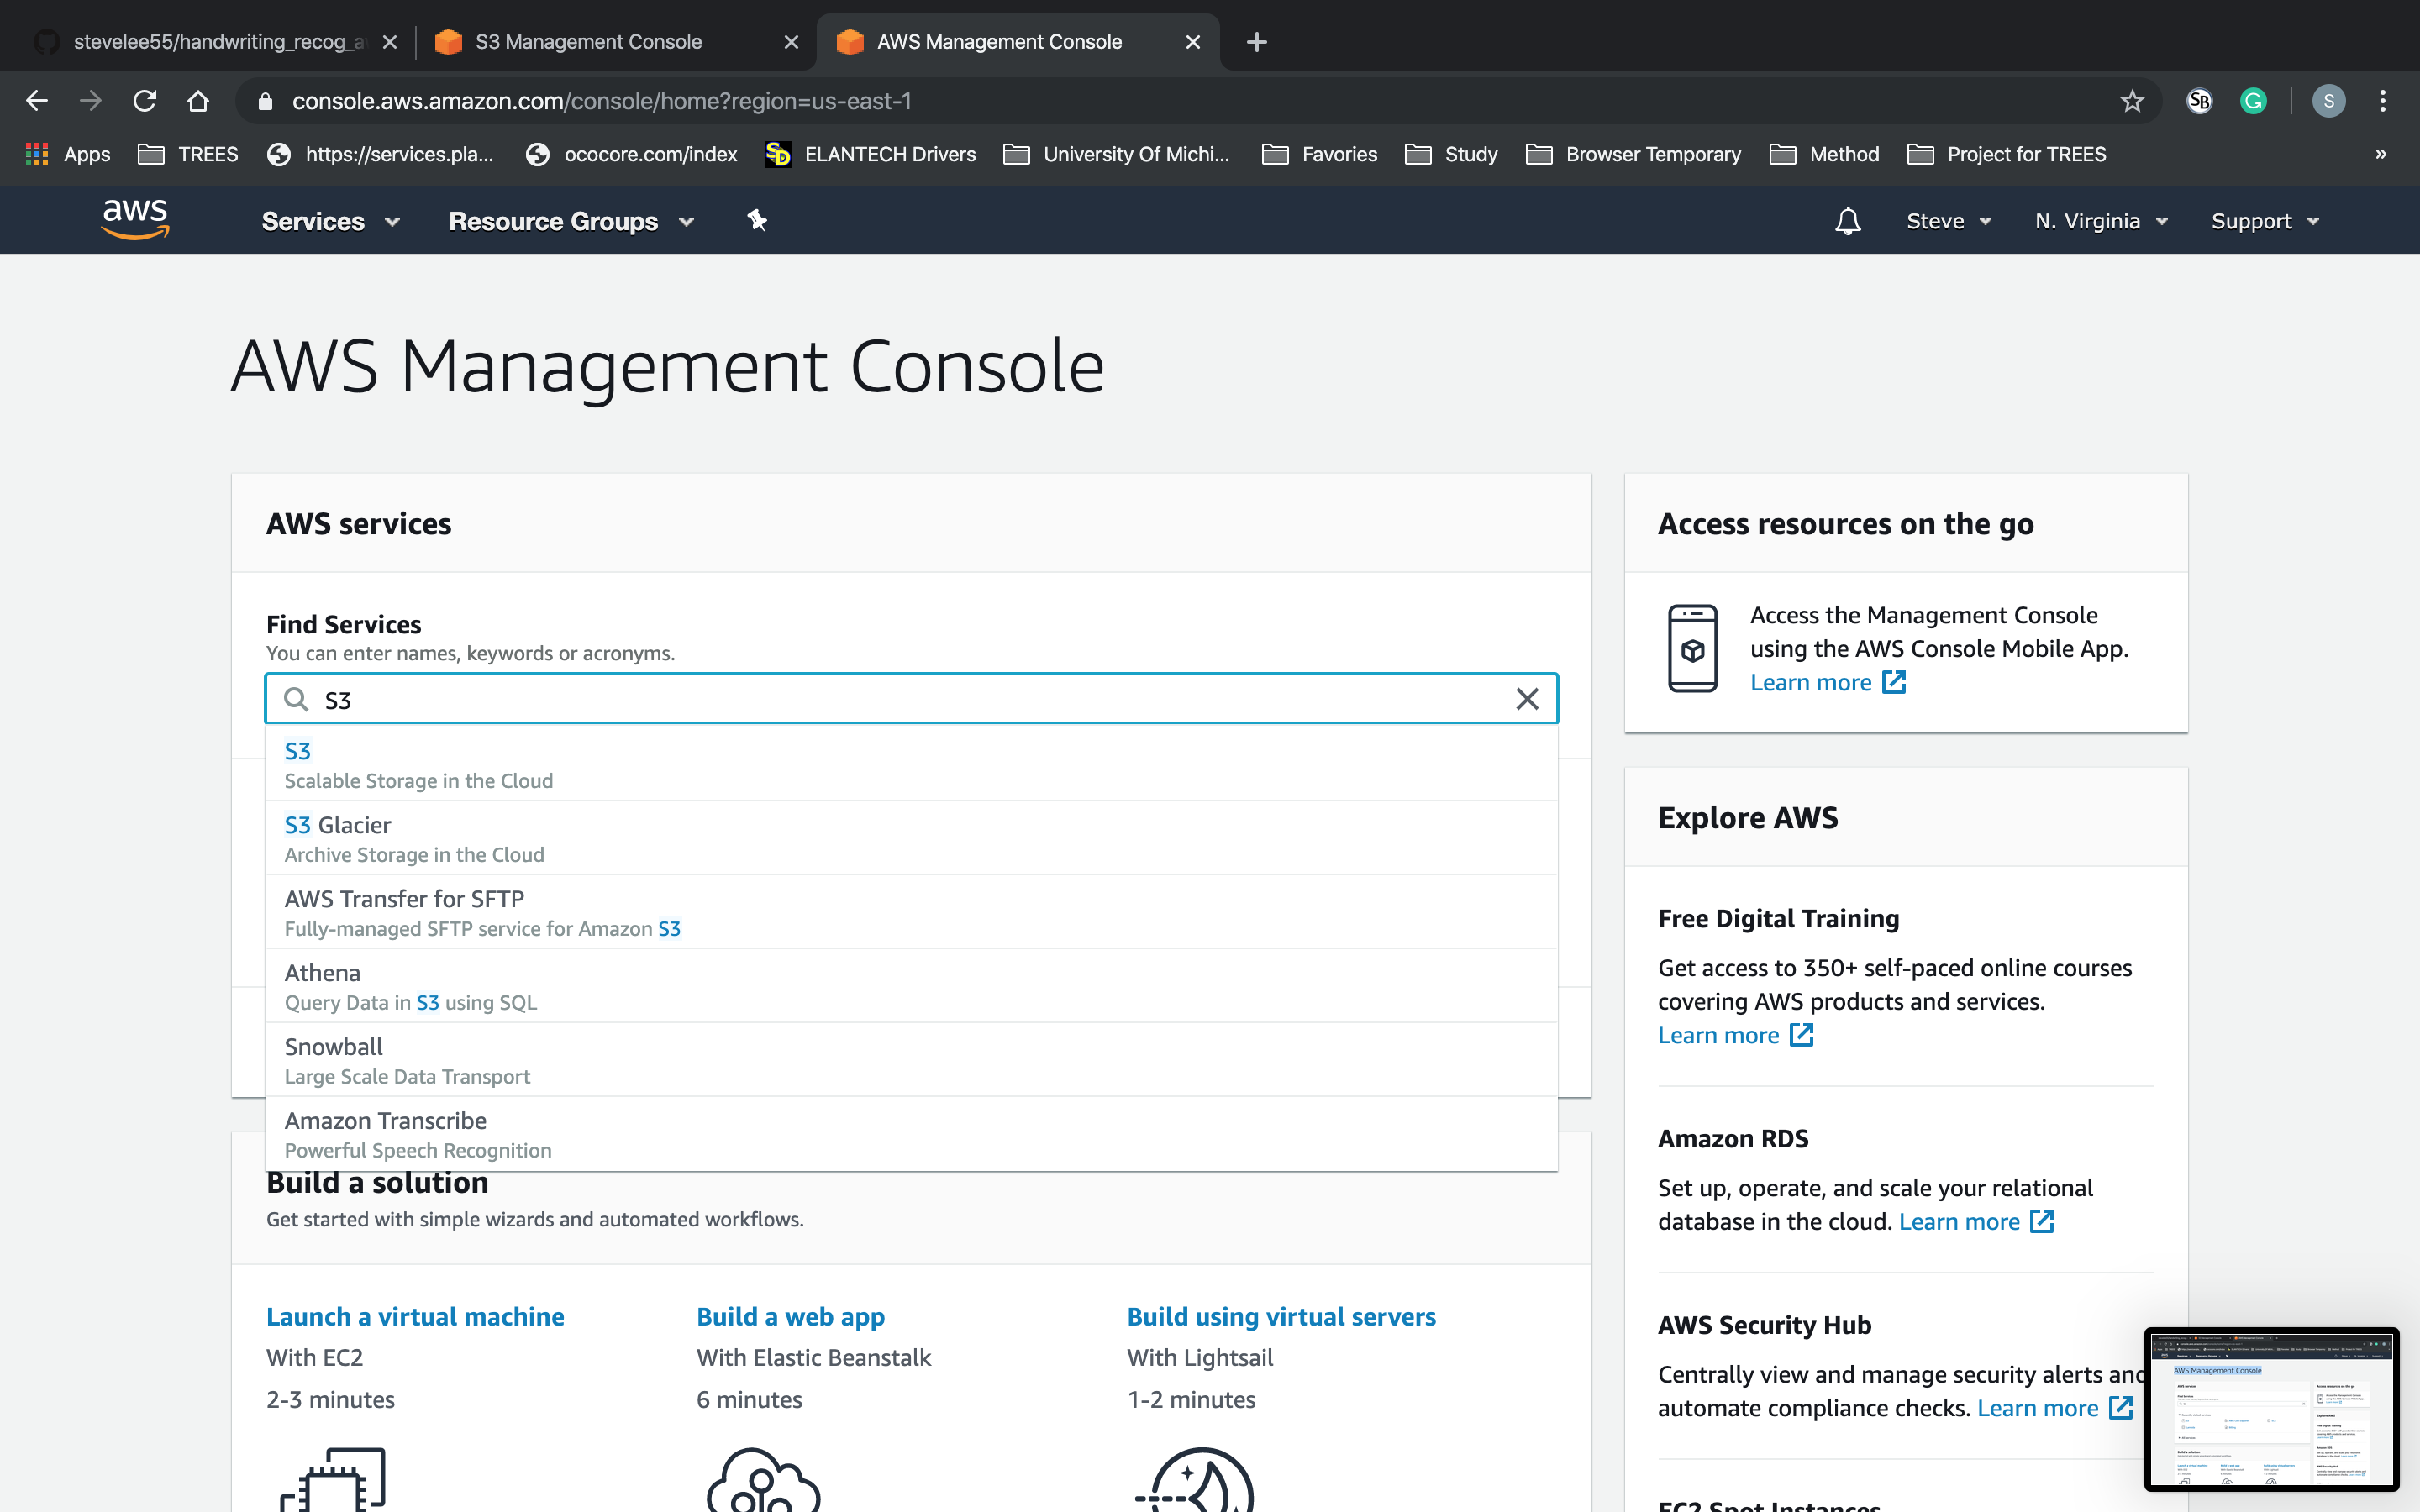 stevelee55/handwriting_recog_a
S3 Management Console
AWS Management Console
console.aws.amazon.com/console/home?region=us-east-1
SB
G
S
Apps
TREES
https://services.pla...
ococore.com/index
SD
ELANTECH Drivers
University Of Michi...
Favories
Study
Browser Temporary
Method
Project for TREES
»
aws
Services
Resource Groups
Steve
N. Virginia
Support
AWS Management Console
AWS services
Find Services
You can enter names, keywords or acronyms.
S3
S3
Scalable Storage in the Cloud
S3 Glacier
Archive Storage in the Cloud
AWS Transfer for SFTP
Fully-managed SFTP service for Amazon S3
Athena
Query Data in S3 using SQL
Snowball
Large Scale Data Transport
Amazon Transcribe
Powerful Speech Recognition
Build a solution
Get started with simple wizards and automated workflows.
Launch a virtual machine
With EC2
2-3 minutes
Build a web app
With Elastic Beanstalk
6 minutes
Build using virtual servers
With Lightsail
1-2 minutes
Access resources on the go
Access the Management Console
using the AWS Console Mobile App.
Learn more
Explore AWS
Free Digital Training
Get access to 350+ self-paced online courses
covering AWS products and services.
Learn more
Amazon RDS
Set up, operate, and scale your relational
database in the cloud. Learn more
AWS Security Hub
Centrally view and manage security alerts and
automate compliance checks. Learn more
EC2 Spot Instances
AWS Management Console